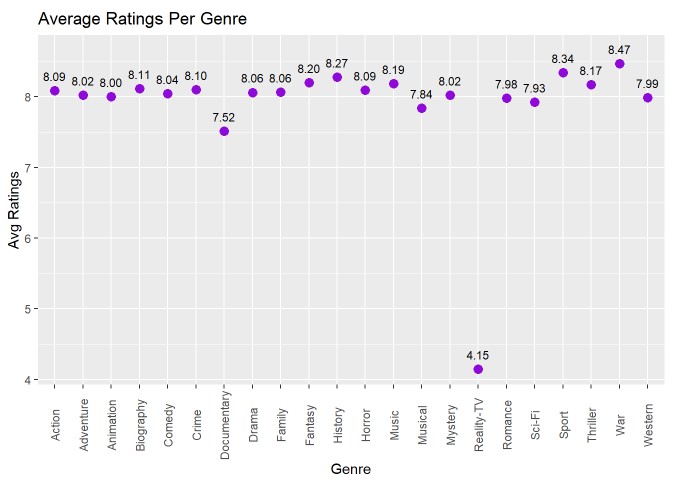 Average Ratings Per Genre
8.09 8.02 8.00 8.11 8.04 8.10 7.52 8.06 8.06 8.20 8.27 8.09 8.19 7.84 8.02 4.15 7.98 7.93 8.34 8.17 8.47 7.99
Avg Ratings
8
7
6
5
4
Action
Adventure
Animation
Biography
Comedy
Crime
Documentary
Drama
Family
Fantasy
History
Horror
Music
Musical
Mystery
Reality-TV
Romance
Sci-Fi
Sport
Thriller
War
Western
Genre